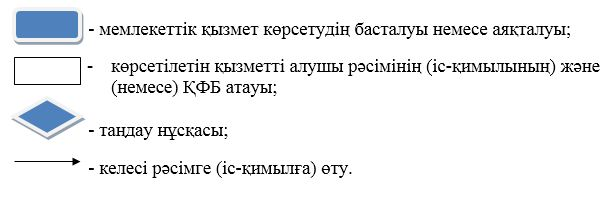 - мемлекеттік қызмет көрсетудің басталуы немесе аяқталуы;
- көрсетілетін қызметті алушы рәсімінің (іс-қимылының) және
(немесе) ҚФБ атауы;
- таңдау нұсқасы;
- келесі рәсімге (іс-қимылға) өту.